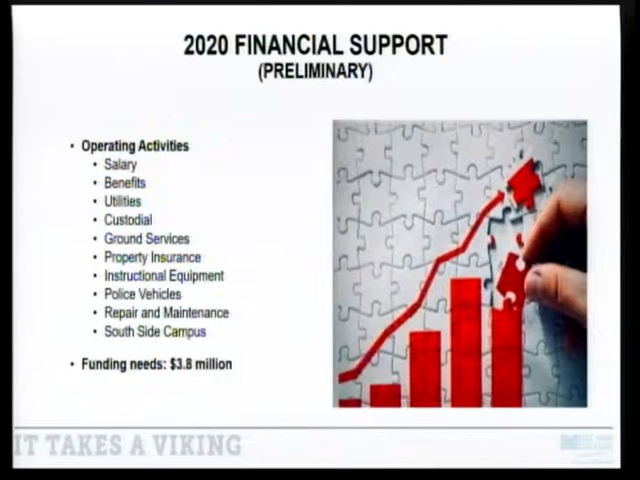 2020 FINANCIAL SUPPORT
(PRELIMINARY)
• Operating Activities
• Salary
• Benefits
• Utilities
• Custodial
• Ground Services
• Property Insurance
• Instructional Equipment
• Police Vehicles
• Repair and Maintenance
• South Side Campus
• Funding needs: $3.8 million
IT TAKES A VIKING